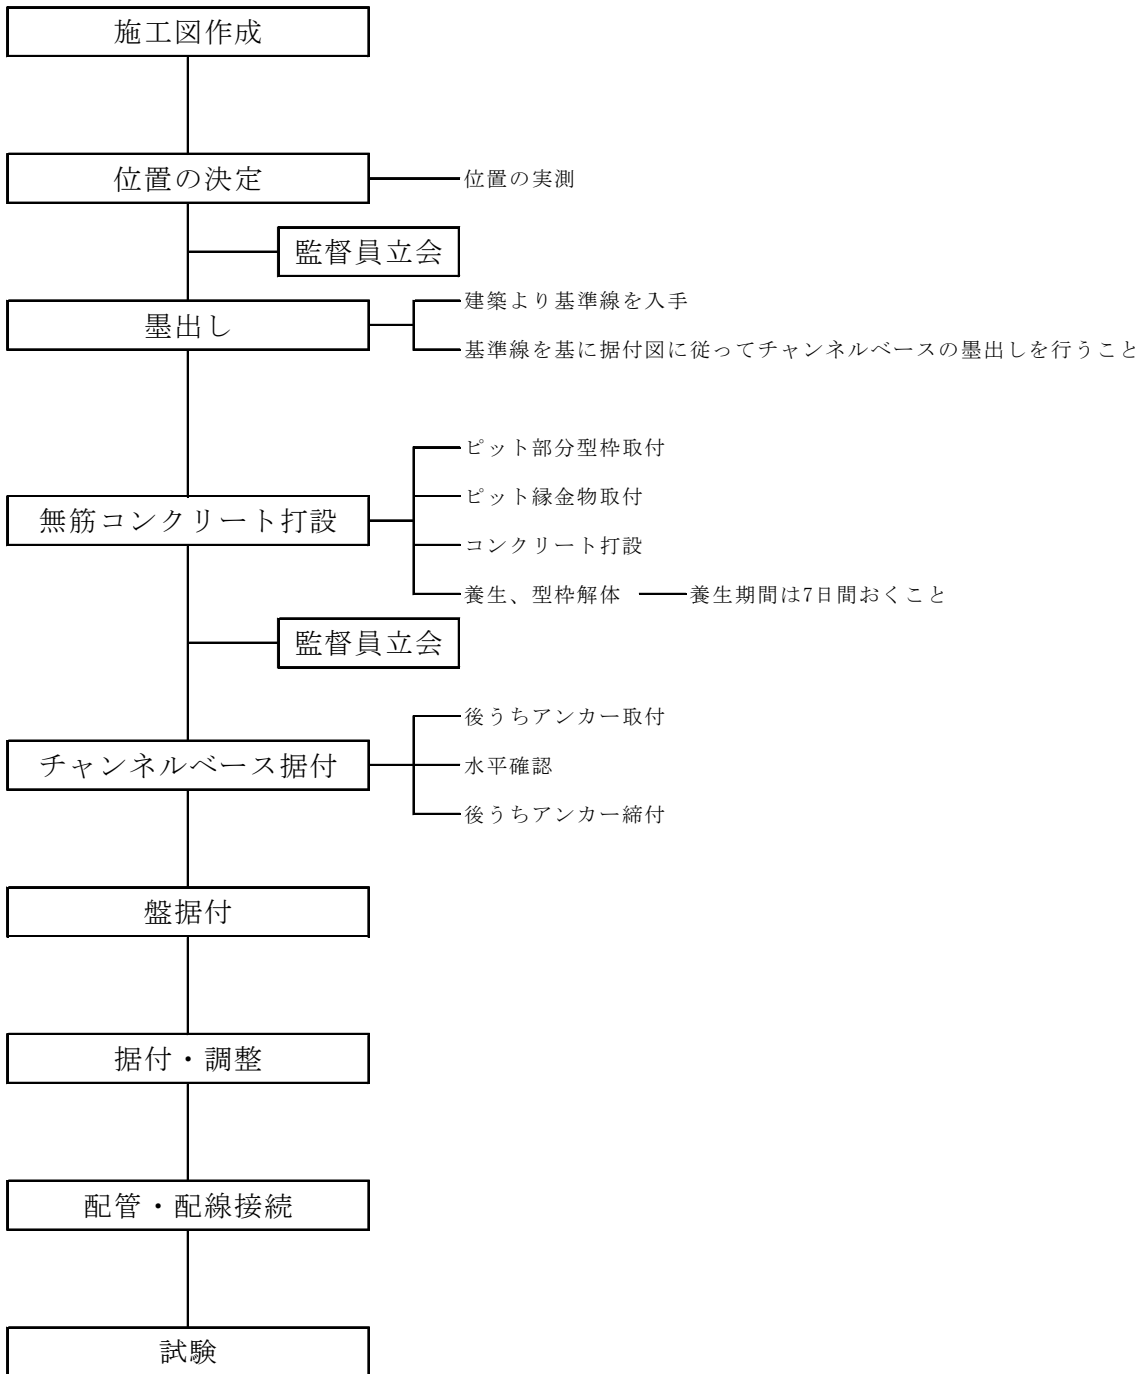 施工図作成
位置の決定
位置の実測
監督員立会
墨出し
建築より基準線を入手
基準線を基に据付図に従ってチャンネルベースの墨出しを行うこと
無筋コンクリート打設
ピット部分型枠取付
ピット縁金物取付
コンクリート打設
養生、型枠解体
養生期間は7日間おくこと
監督員立会
チャンネルベース据付
後うちアンカー取付
水平確認
後うちアンカー締付
盤据付
据付・調整
配管・配線接続
試験